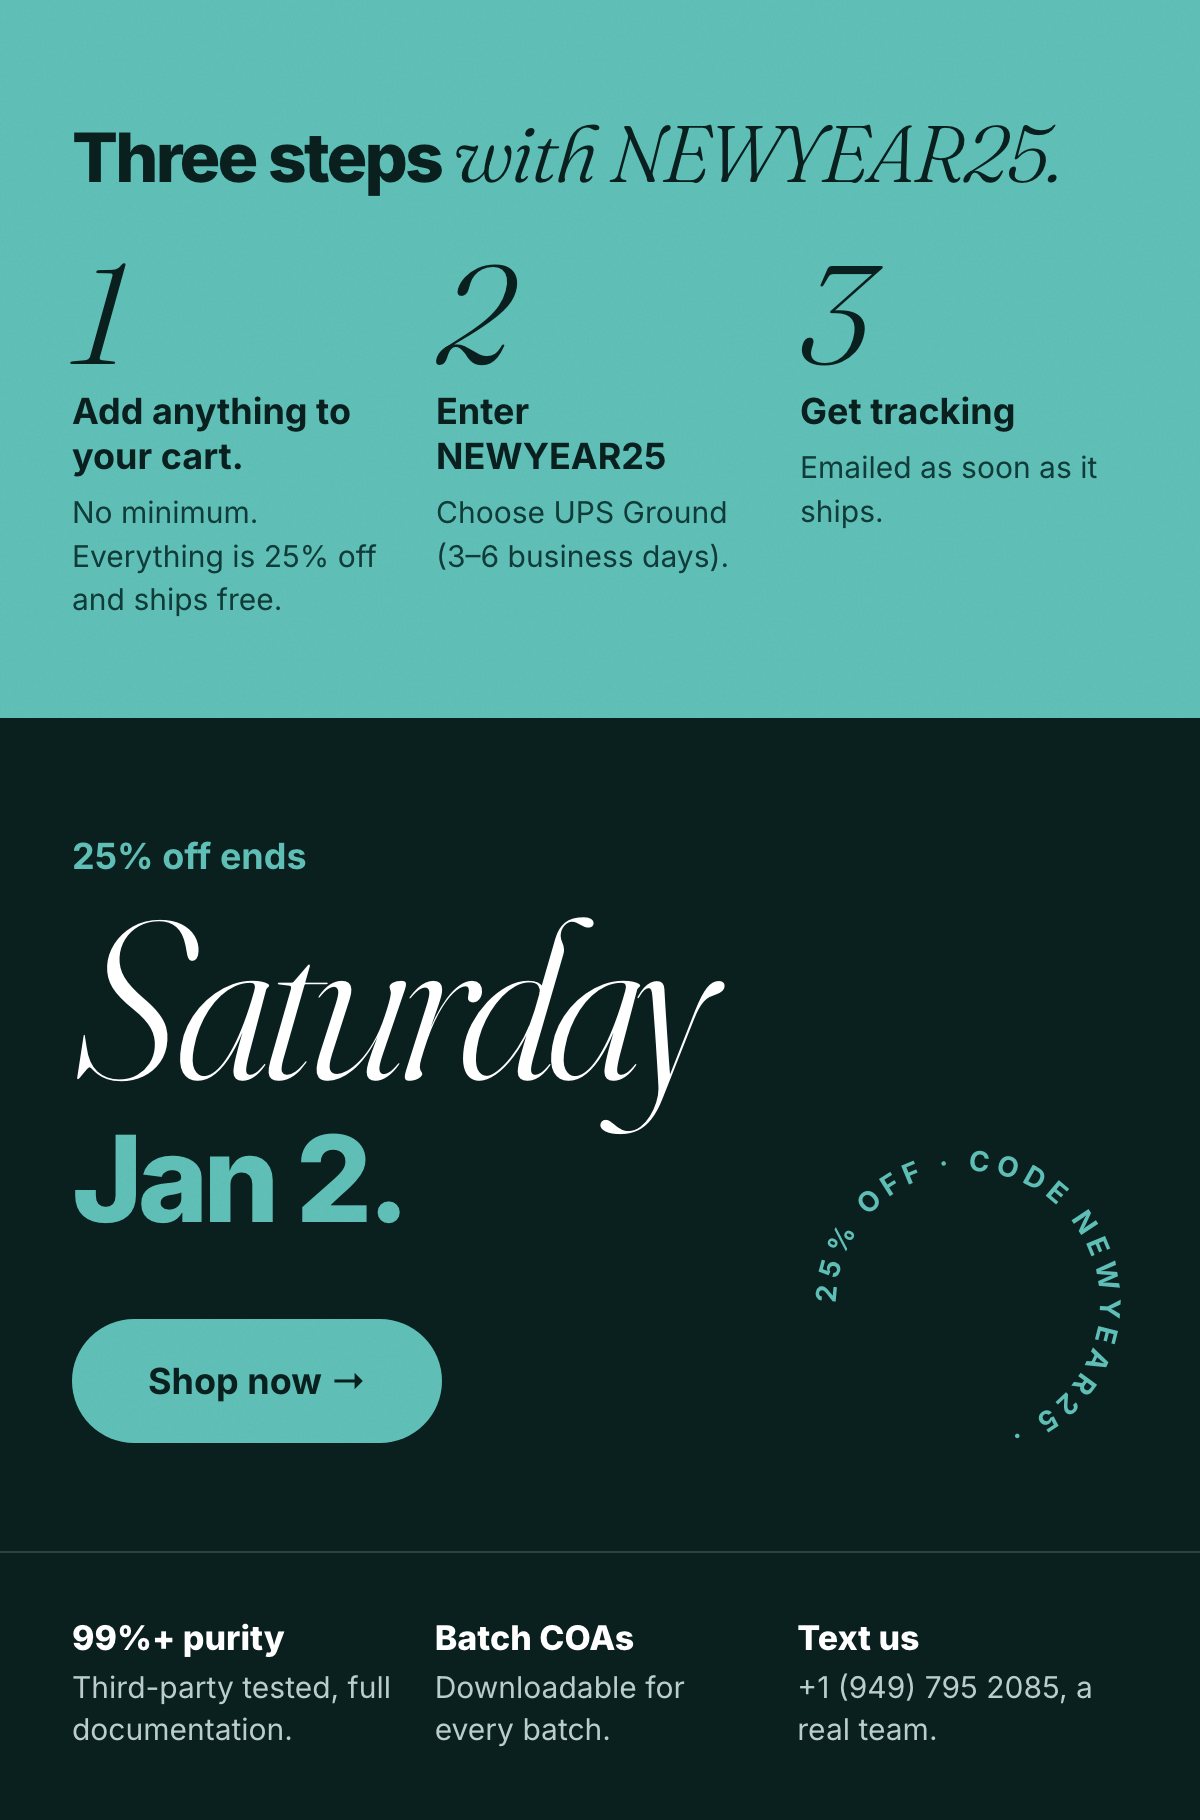 Three steps with NEWYEAR25.
1
Add anything to
your cart.
No minimum.
Everything is 25% off
and ships free.
2
Enter
NEWYEAR25
Choose UPS Ground
(3–6 business days).
3
Get tracking
Emailed as soon as it
ships.
25% off ends
Saturday
Jan 2.
Shop now →
25% OFF · CODE NEWYEAR25 ·
99%+ purity
Third-party tested, full
documentation.
Batch COAs
Downloadable for
every batch.
Text us
+1 (949) 795 2085, a
real team.